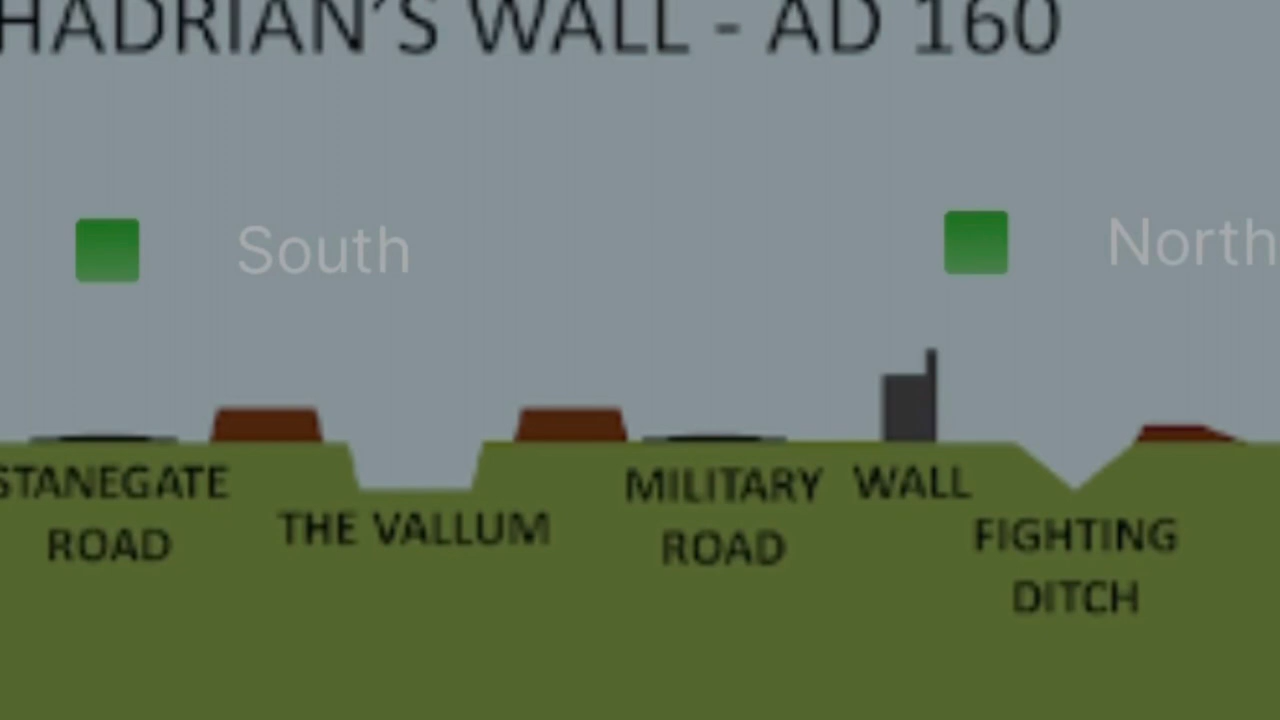 HADRIAN'S WALL - AD 160
South
North
STANEGATE
ROAD
THE VALLUM
MILITARY
ROAD
WALL
FIGHTING
DITCH